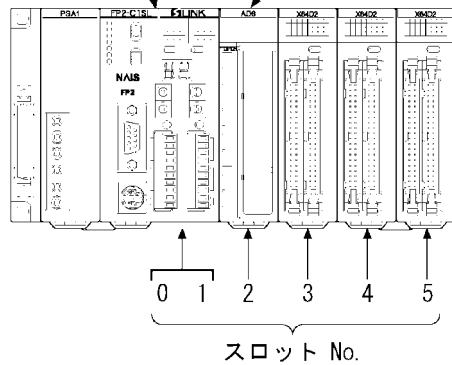 PSA1 FP2-C1SL S-LINK AD8 X64D2 X64D2 X64D2
NAIS
FP2
0 1 2 3 4 5
スロット No.